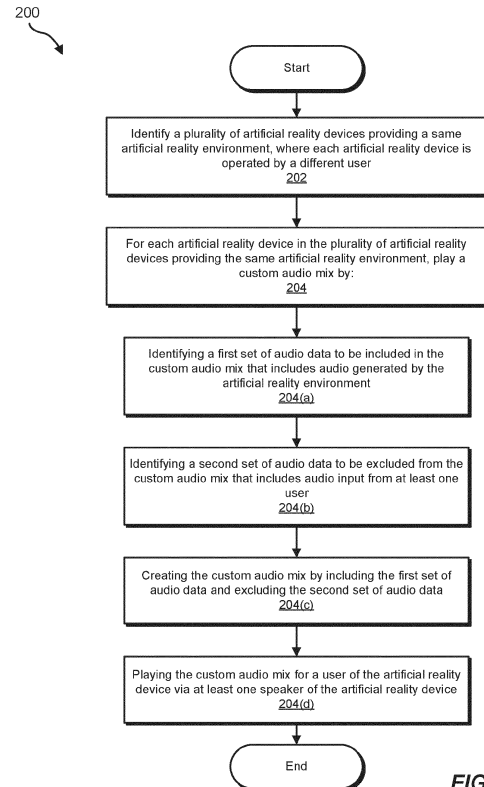 200
Start
Identify a plurality of artificial reality devices providing a same
artificial reality environment, where each artificial reality device is
operated by a different user
202
For each artificial reality device in the plurality of artificial reality
devices providing the same artificial reality environment, play a
custom audio mix by:
204
Identifying a first set of audio data to be included in the
custom audio mix that includes audio generated by the
artificial reality environment
204(a)
Identifying a second set of audio data to be excluded from the
custom audio mix that includes audio input from at least one
user
204(b)
Creating the custom audio mix by including the first set of
audio data and excluding the second set of audio data
204(c)
Playing the custom audio mix for a user of the artificial reality
device via at least one speaker of the artificial reality device
204(d)
End
FIG